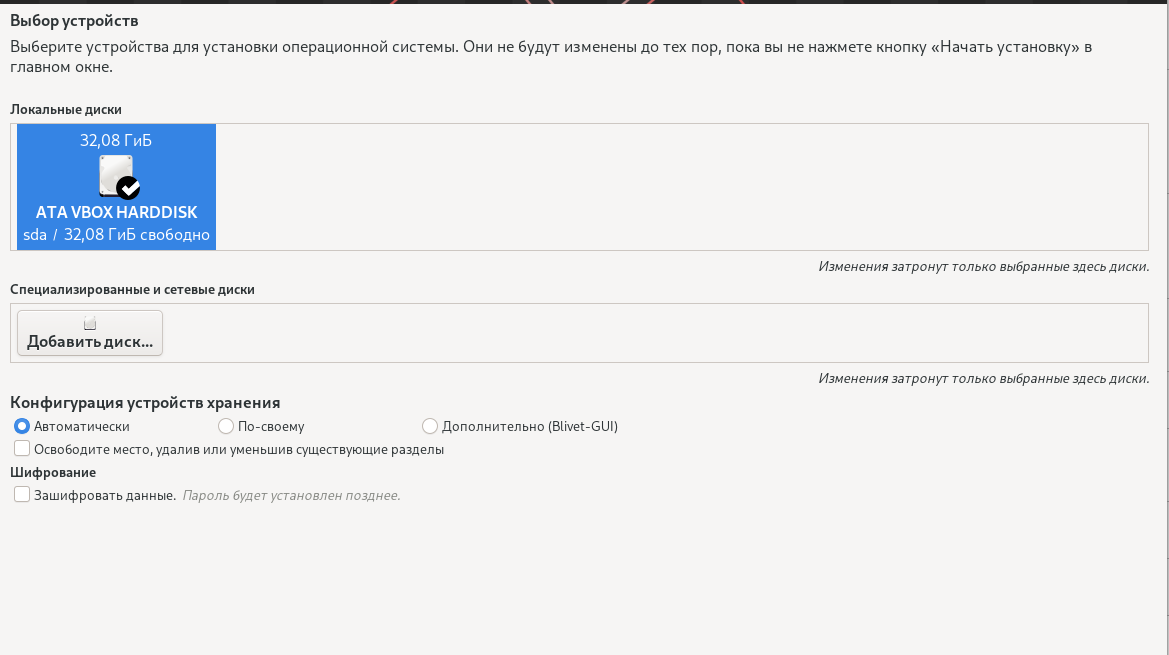 Выбор устройств
Выберите устройства для установки операционной системы. Они не будут изменены до тех пор, пока вы не нажмете кнопку «Начать установку» в
главном окне.
Локальные диски
32,08 ГиБ
ATA VBOX HARDDISK
sda / 32,08 ГиБ свободно
Изменения затронут только выбранные здесь диски.
Специализированные и сетевые диски
Добавить диск...
Изменения затронут только выбранные здесь диски.
Конфигурация устройств хранения
Автоматически По-своему Дополнительно (Blivet-GUI)
Освободите место, удалив или уменьшив существующие разделы
Шифрование
Зашифровать данные. Пароль будет установлен позднее.